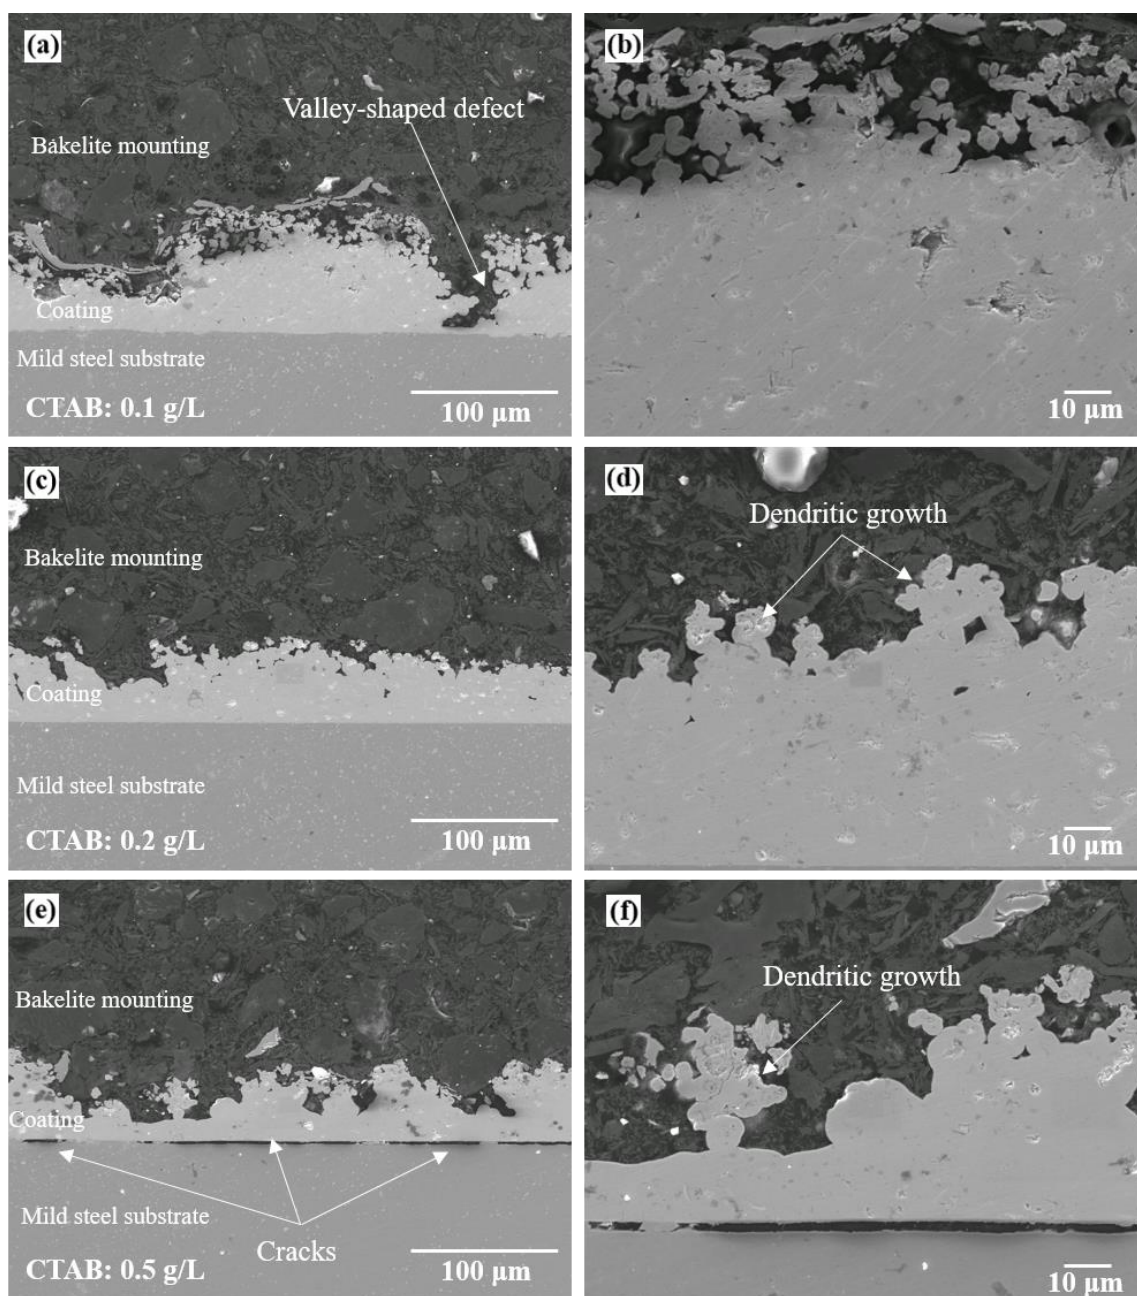 (a)
Valley-shaped defect
Bakelite mounting
Coating
Mild steel substrate
CTAB: 0.1 g/L
100 μm
(b)
10 μm
(c)
Bakelite mounting
Coating
Mild steel substrate
CTAB: 0.2 g/L
100 μm
(d)
Dendritic growth
10 μm
(e)
Bakelite mounting
Coating
Mild steel substrate
Cracks
CTAB: 0.5 g/L
100 μm
(f)
Dendritic growth
10 μm